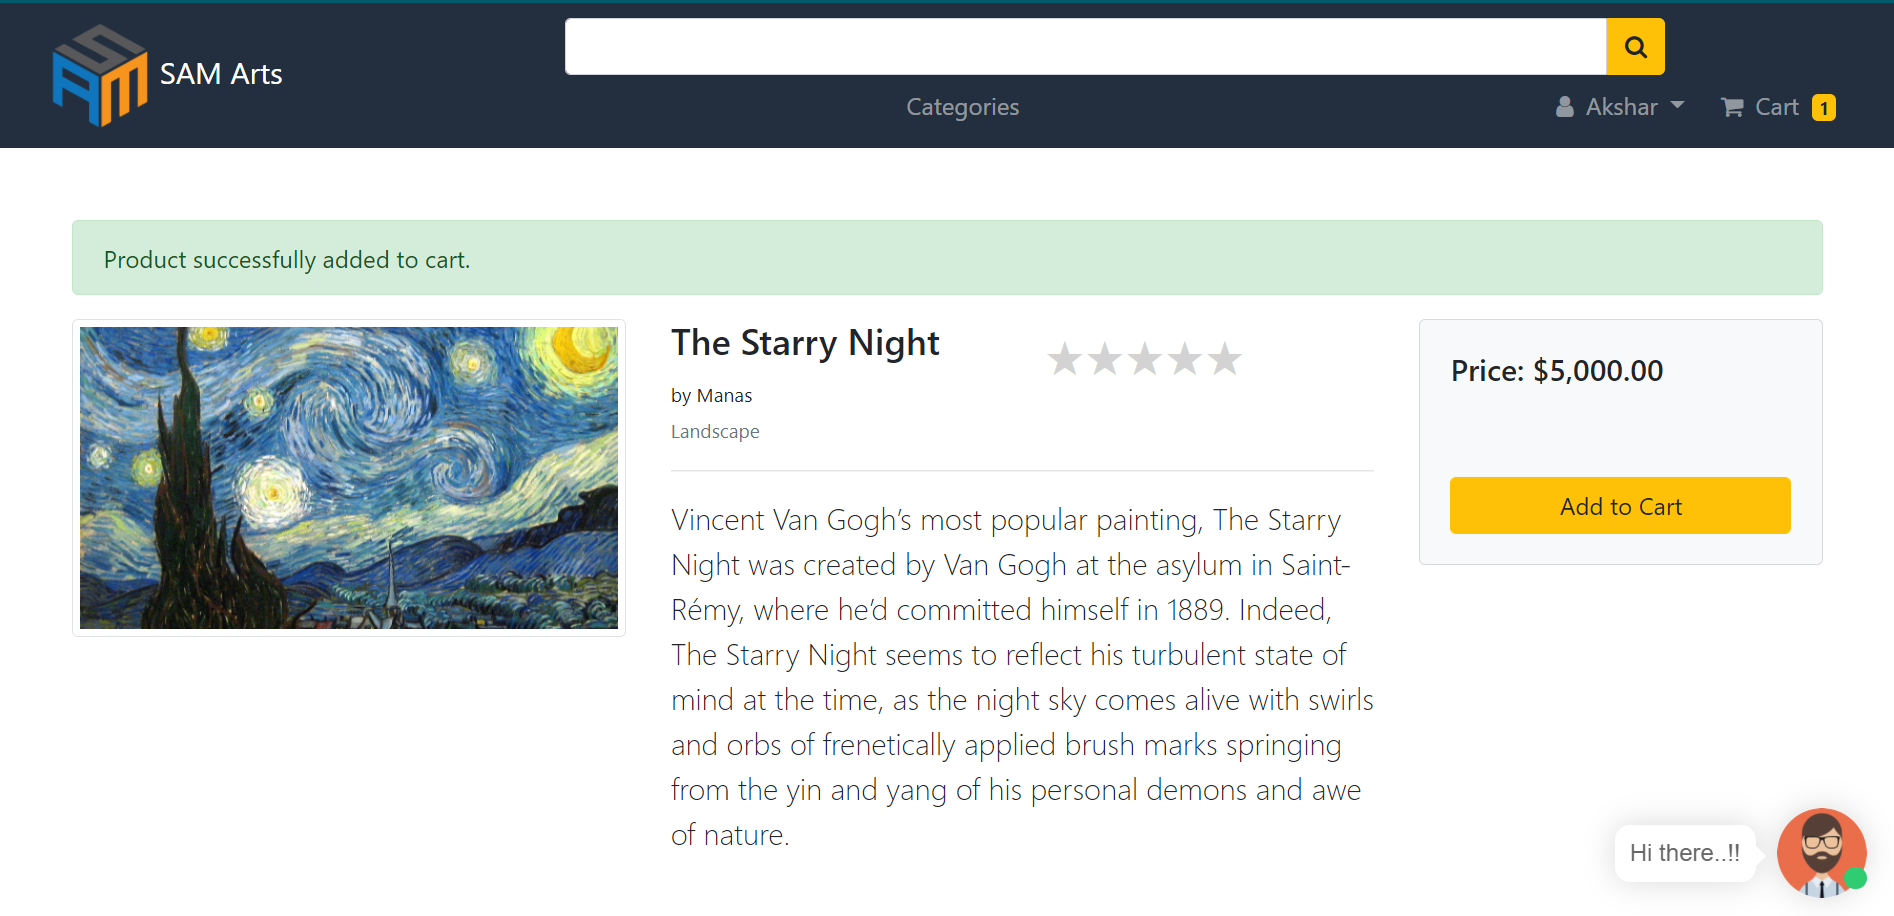 SAM Arts
Categories
Akshar
Cart 1
Product successfully added to cart.
The Starry Night
by Manas
Landscape
Vincent Van Gogh’s most popular painting, The Starry
Night was created by Van Gogh at the asylum in Saint-
Rémy, where he’d committed himself in 1889. Indeed,
The Starry Night seems to reflect his turbulent state of
mind at the time, as the night sky comes alive with swirls
and orbs of frenetically applied brush marks springing
from the yin and yang of his personal demons and awe
of nature.
Price: $5,000.00
Add to Cart
Hi there..!!